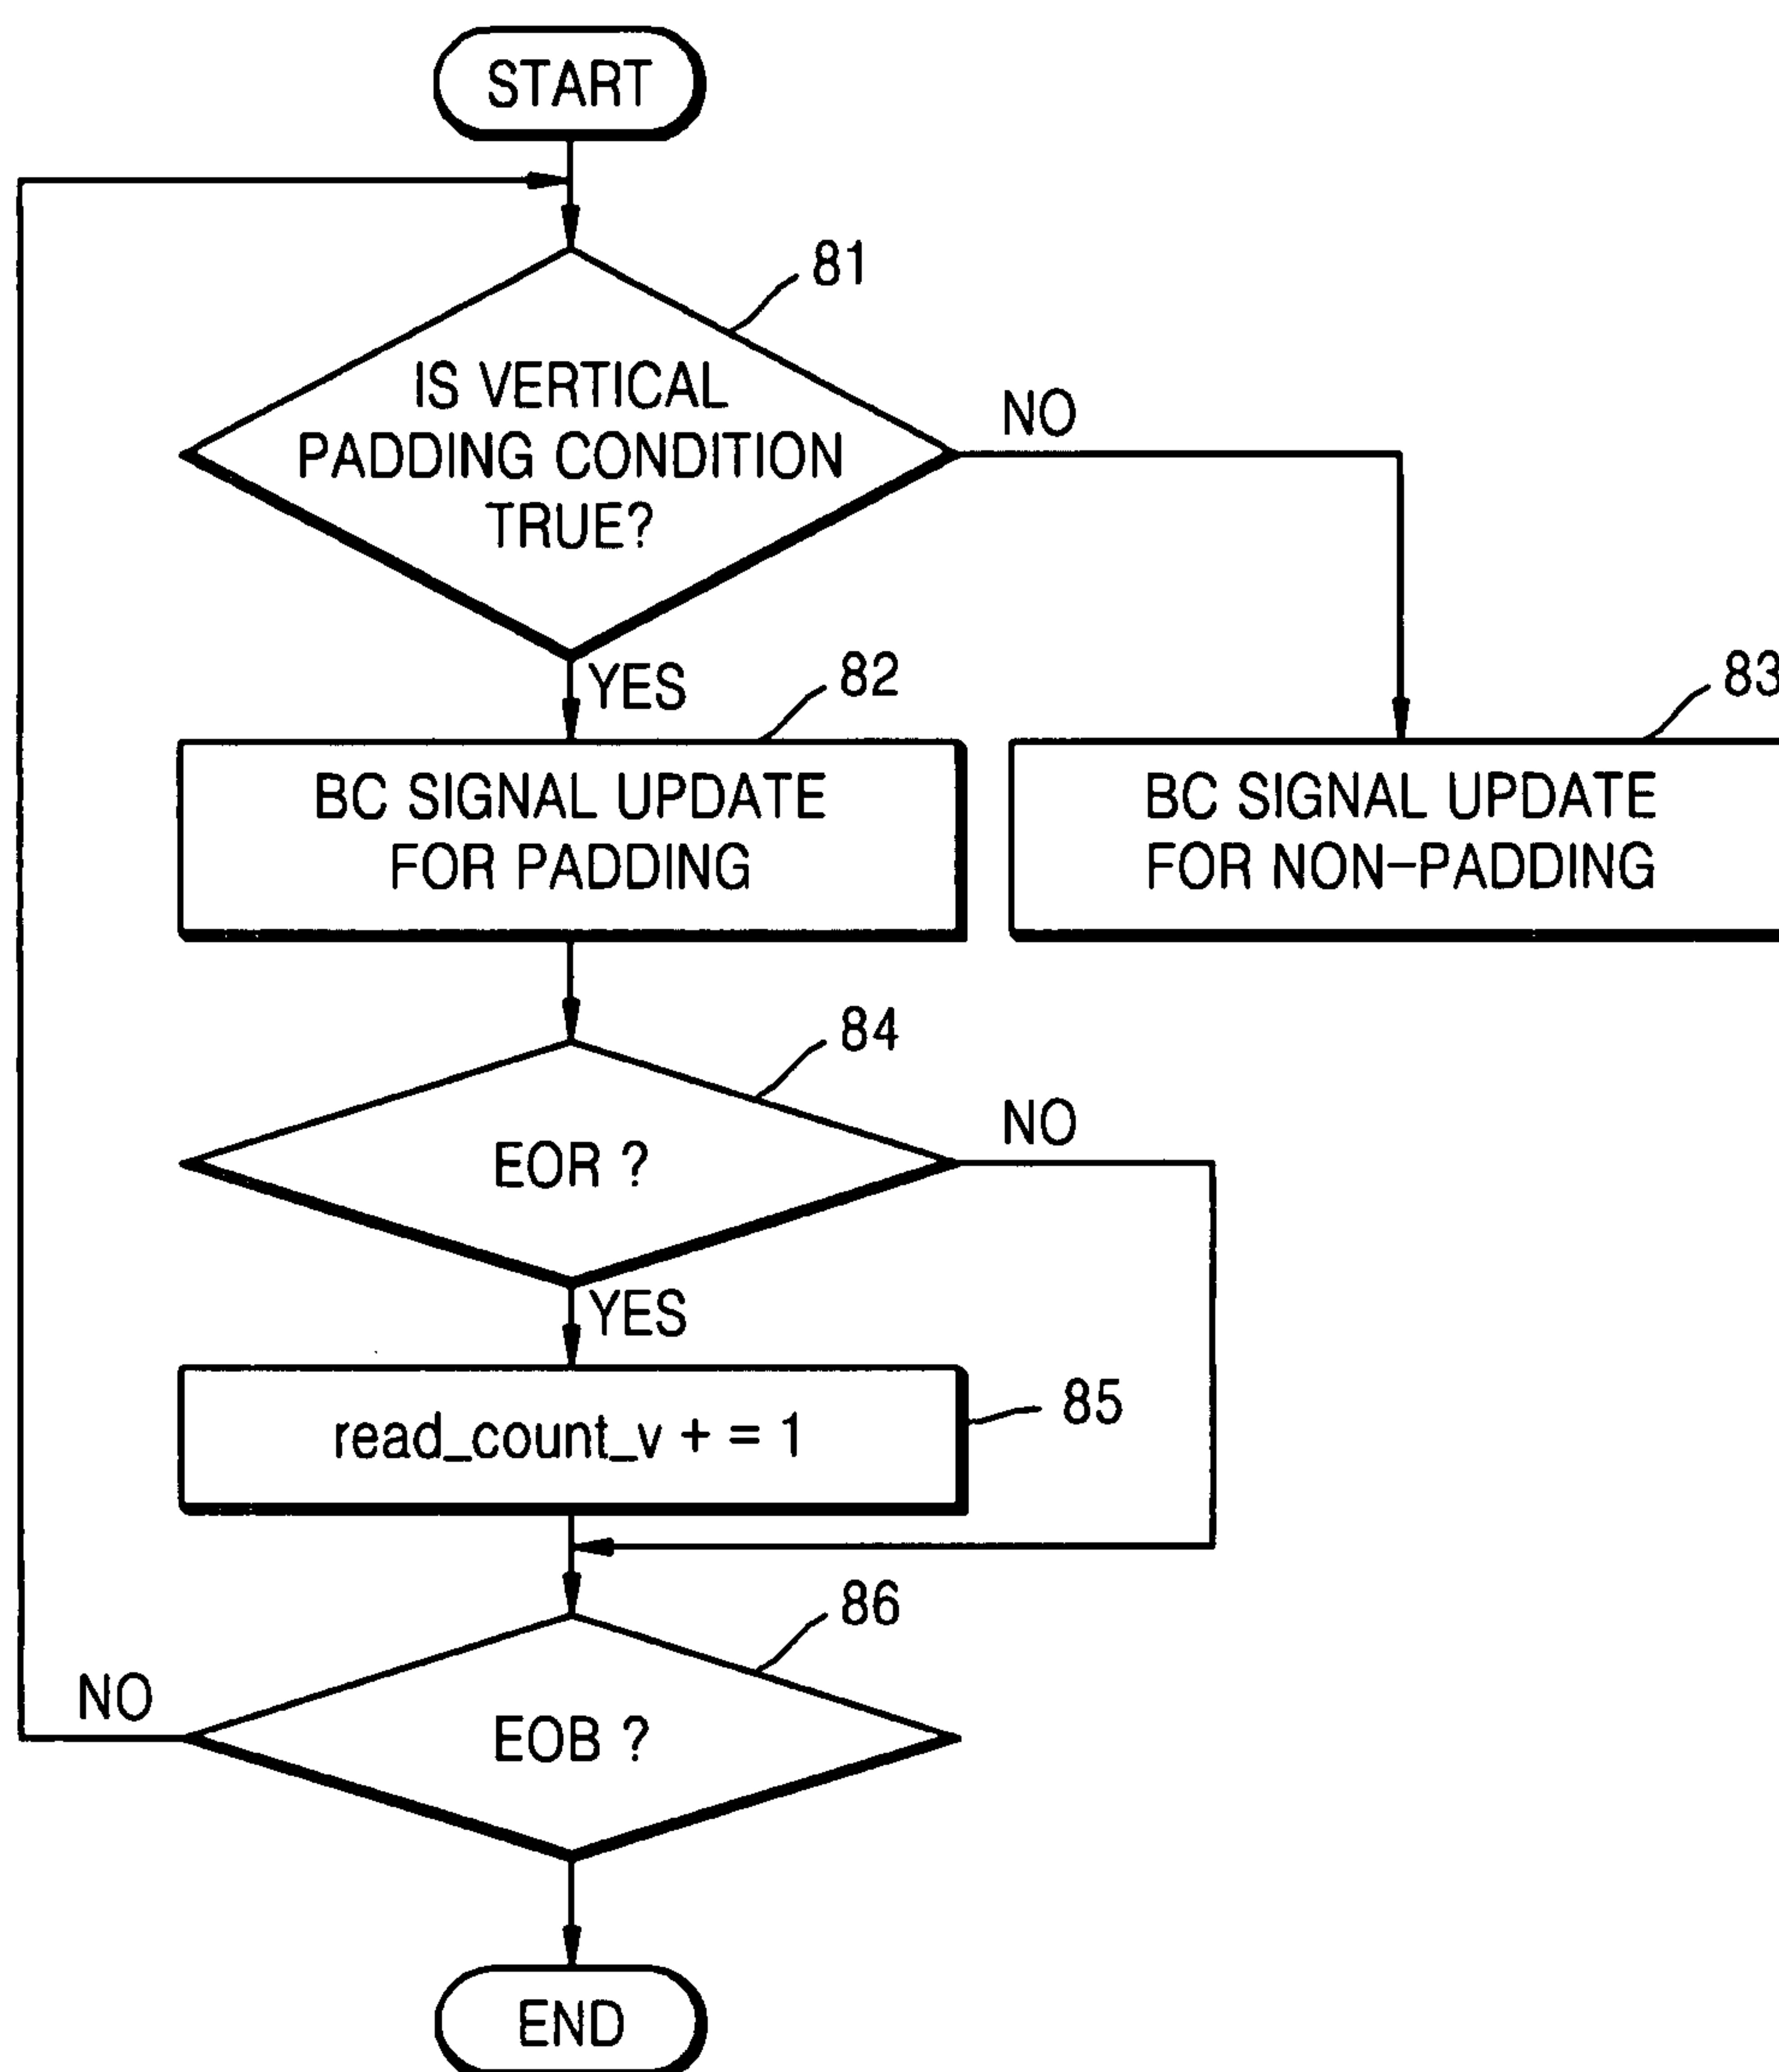 START
81
IS VERTICAL
PADDING CONDITION
TRUE?
NO
YES
82
83
BC SIGNAL UPDATE
FOR PADDING
BC SIGNAL UPDATE
FOR NON-PADDING
84
EOR ?
NO
YES
85
read_count_v + = 1
86
EOB ?
NO
END